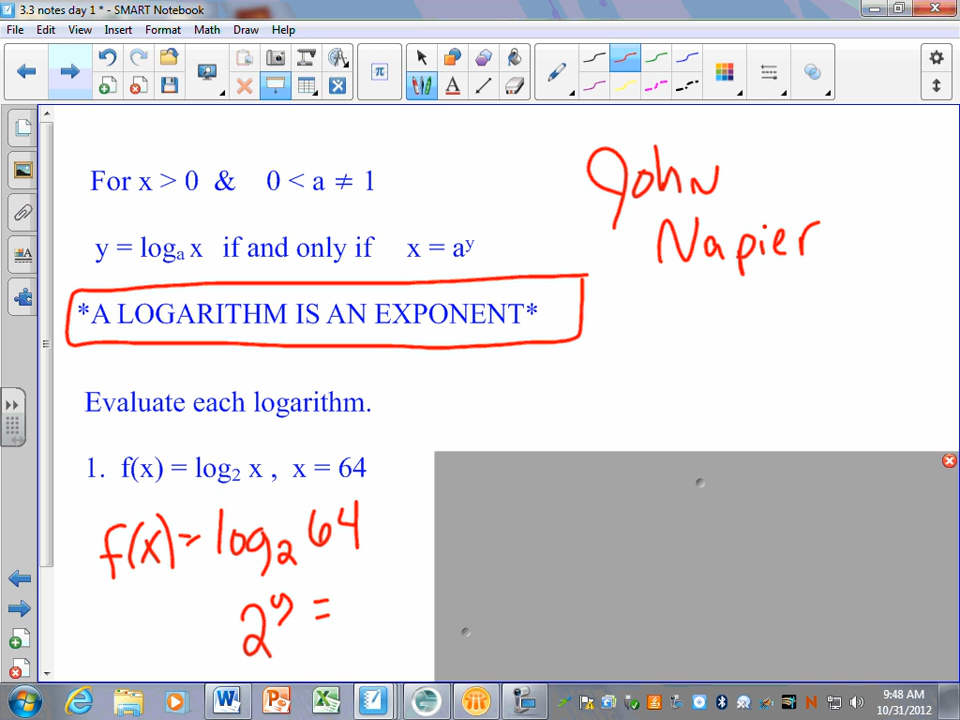 3.3 notes day 1 * - SMART Notebook
File Edit View Insert Format Math Draw Help
For x > 0 & 0 < a ≠ 1
John
Napier
y = logₐ x if and only if x = aʸ
*A LOGARITHM IS AN EXPONENT*
Evaluate each logarithm.
1. f(x) = log₂ x , x = 64
f(x) = log₂ 64
2ʸ =
9:48 AM
10/31/2012